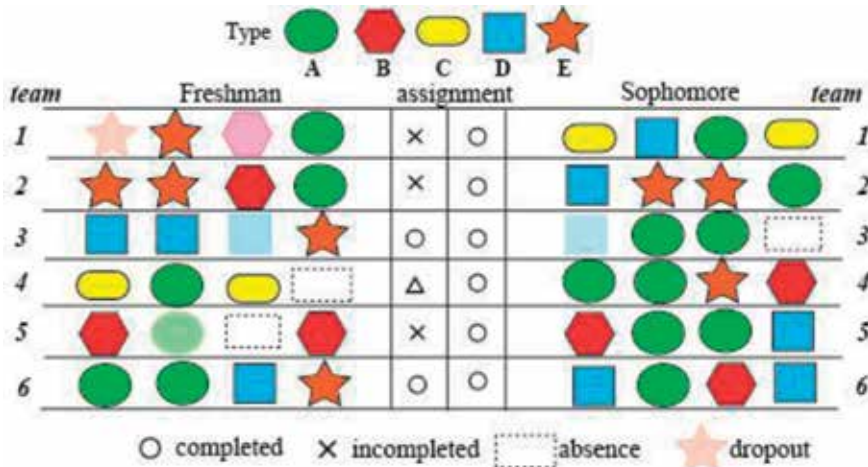 Type
A B C D E
team Freshman assignment Sophomore team
1 × ○ 1
2 × ○ 2
3 ○ ○ 3
4 △ ○ 4
5 × ○ 5
6 ○ ○ 6
○ completed × incompleted absence dropout